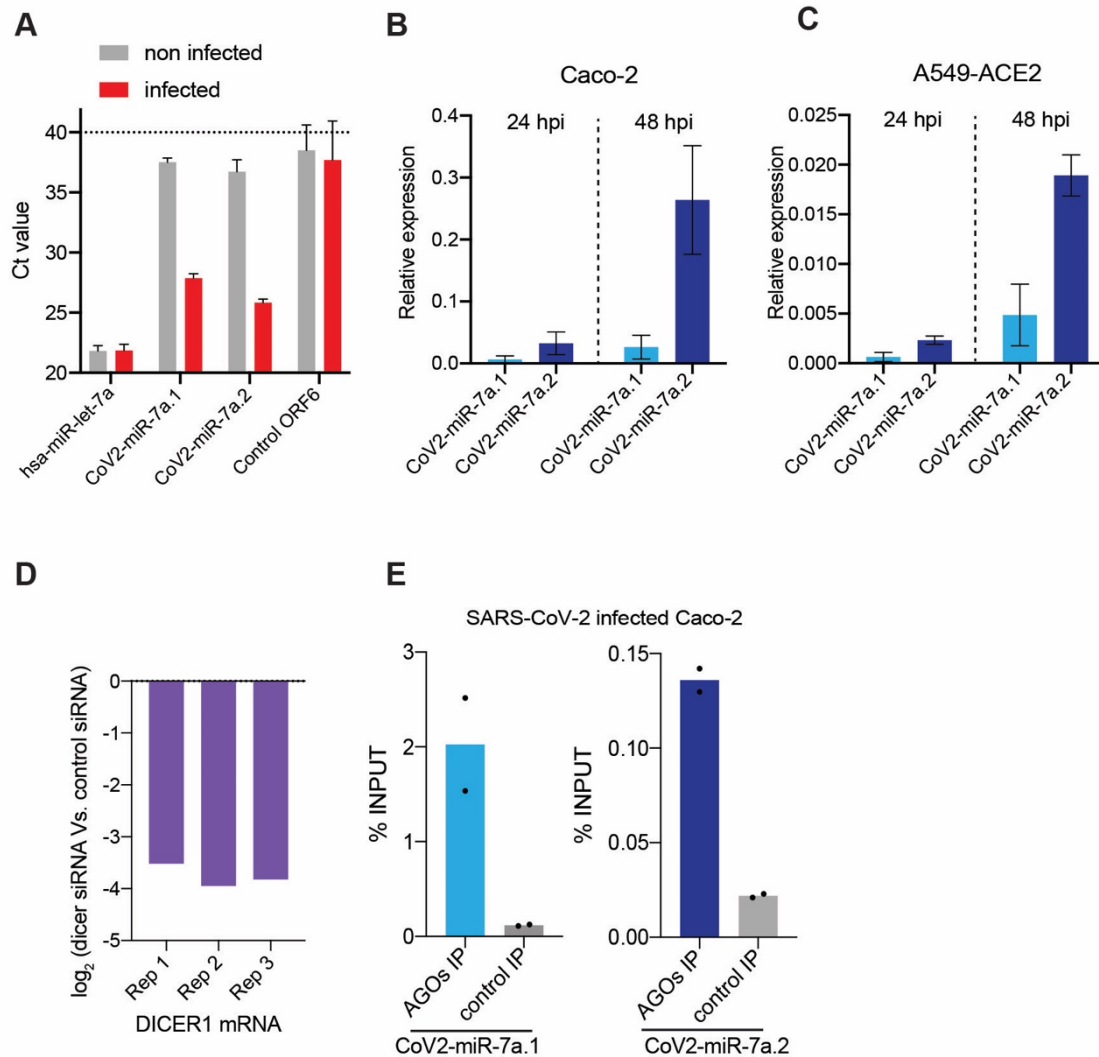 A
non infected
infected
Ct value
40
35
30
25
20
hsa-miR-let-7a
CoV2-miR-7a.1
CoV2-miR-7a.2
Control ORF6
B
Caco-2
24 hpi
48 hpi
Relative expression
0.4
0.3
0.2
0.1
0.0
CoV2-miR-7a.1
CoV2-miR-7a.2
CoV2-miR-7a.1
CoV2-miR-7a.2
C
A549-ACE2
24 hpi
48 hpi
Relative expression
0.025
0.020
0.015
0.010
0.005
0.000
CoV2-miR-7a.1
CoV2-miR-7a.2
CoV2-miR-7a.1
CoV2-miR-7a.2
D
log2 (dicer siRNA Vs. control siRNA)
0
-1
-2
-3
-4
-5
Rep 1
Rep 2
Rep 3
DICER1 mRNA
E
SARS-CoV-2 infected Caco-2
% INPUT
3
2
1
0
AGOs IP
control IP
CoV2-miR-7a.1
% INPUT
0.15
0.10
0.05
0.00
AGOs IP
control IP
CoV2-miR-7a.2